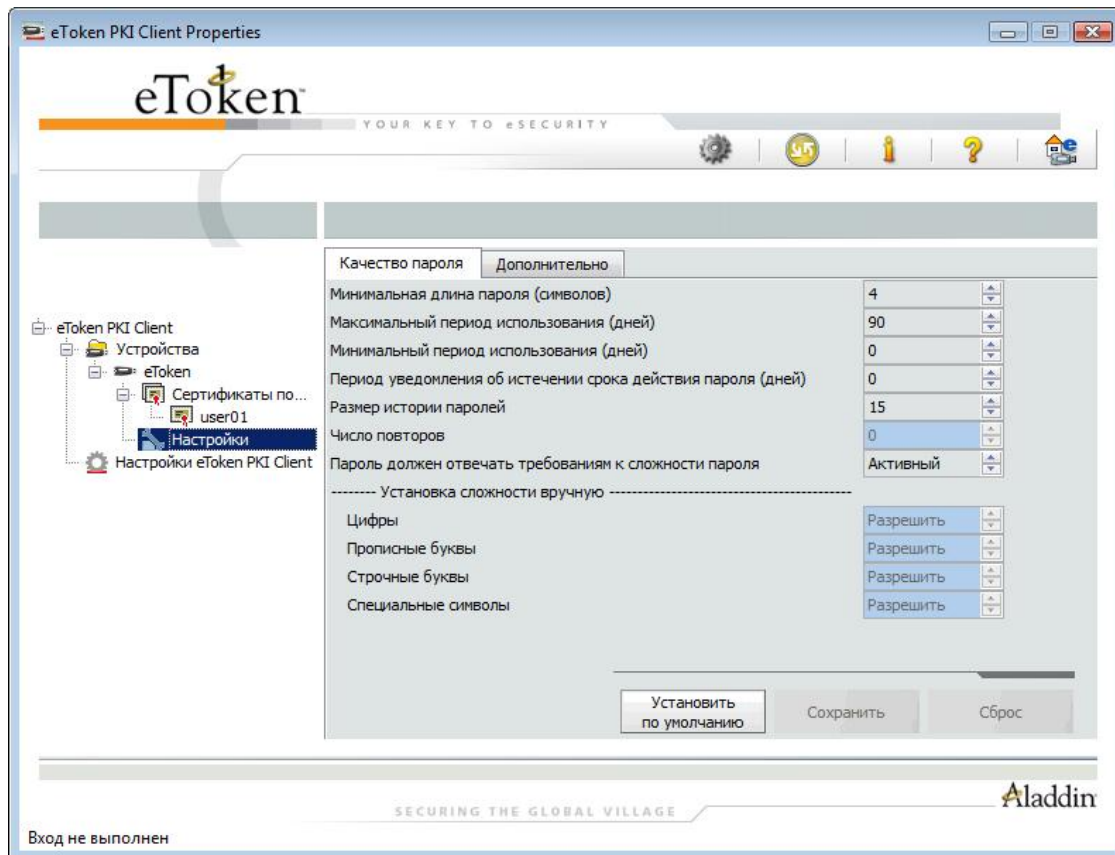 eToken PKI Client Properties
eToken
YOUR KEY TO eSECURITY
Качество пароля
Дополнительно
Минимальная длина пароля (символов) 4
Максимальный период использования (дней) 90
Минимальный период использования (дней) 0
Период уведомления об истечении срока действия пароля (дней) 0
Размер истории паролей 15
Число повторов 0
Пароль должен отвечать требованиям к сложности пароля Активный
-------- Установка сложности вручную --------------------------------------------
Цифры Разрешить
Прописные буквы Разрешить
Строчные буквы Разрешить
Специальные символы Разрешить
eToken PKI Client
Устройства
eToken
Сертификаты по...
user01
Настройки
Настройки eToken PKI Client
Установить
по умолчанию
Сохранить
Сброс
SECURING THE GLOBAL VILLAGE
Aladdin
Вход не выполнен